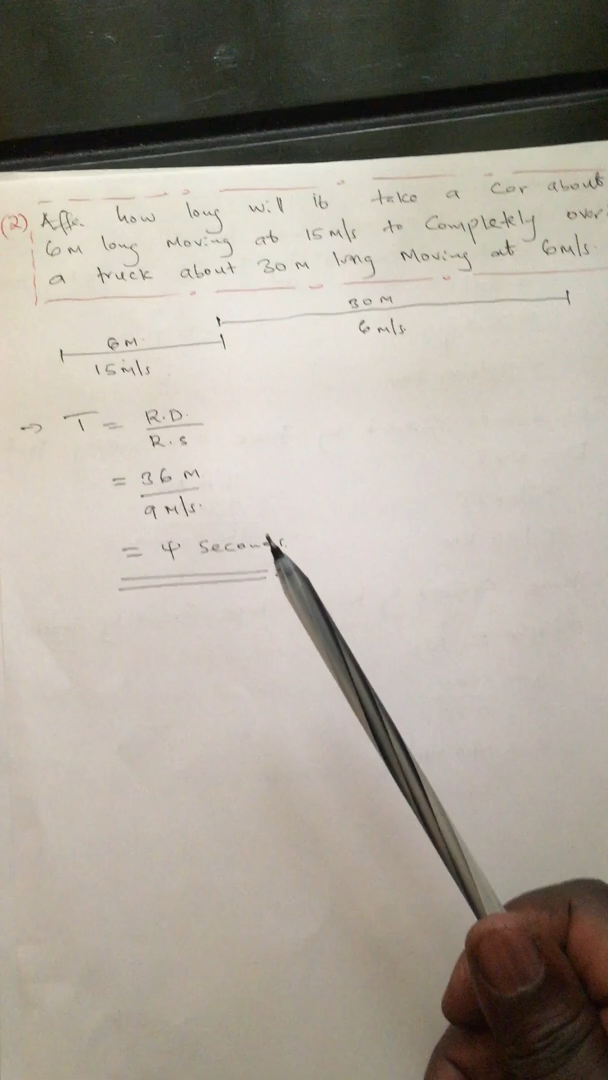 (2) how long will it take a car about
6m long moving at 15m/s to completely over
a truck about 30m long moving at 6m/s.
30m
6m/s
6m
15m/s
→ T = R.D.
R.s
= 36m
9m/s.
= 4 seconds.